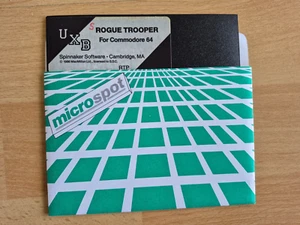 UXB
S ROGUE TROOPER
For Commodore 64
Spinnaker Software • Cambridge, MA
RTP
microspot